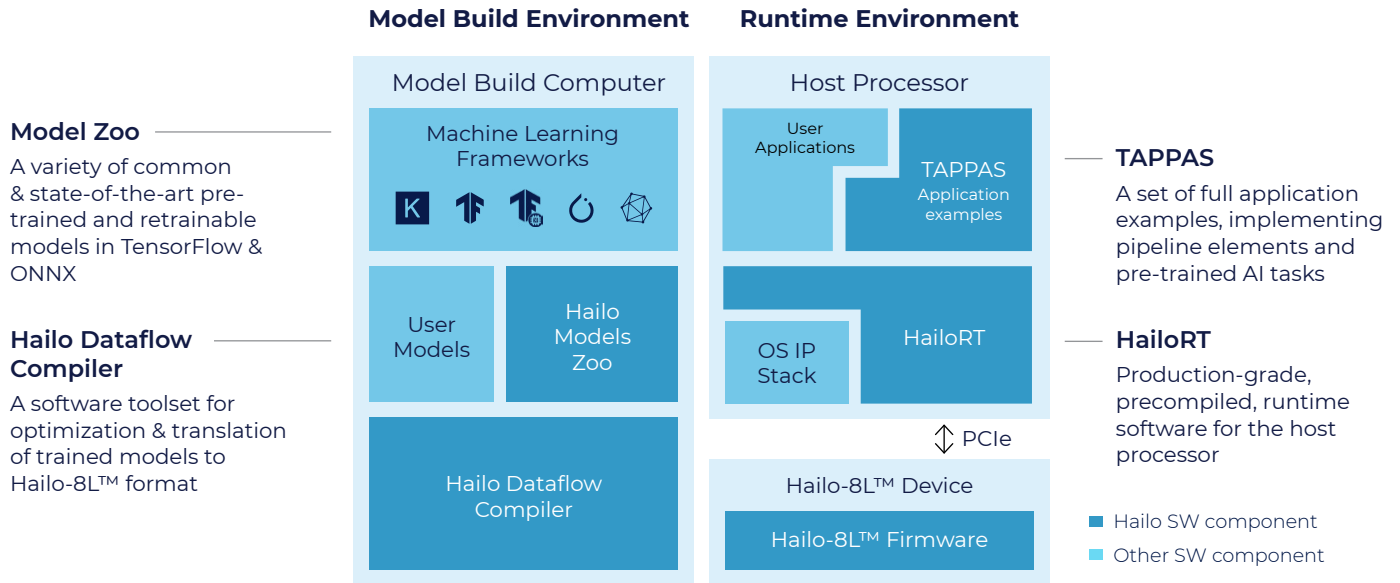 Model Build Environment
Runtime Environment
Model Zoo
A variety of common
& state-of-the-art pre-
trained and retrainable
models in TensorFlow &
ONNX
Hailo Dataflow
Compiler
A software toolset for
optimization & translation
of trained models to
Hailo-8L™ format
Model Build Computer
Machine Learning
Frameworks
K
User
Models
Hailo
Models
Zoo
Hailo Dataflow
Compiler
Host Processor
User
Applications
TAPPAS
Application
examples
HailoRT
OS IP
Stack
PCIe
Hailo-8L™ Device
Hailo-8L™ Firmware
TAPPAS
A set of full application
examples, implementing
pipeline elements and
pre-trained AI tasks
HailoRT
Production-grade,
precompiled, runtime
software for the host
processor
Hailo SW component
Other SW component